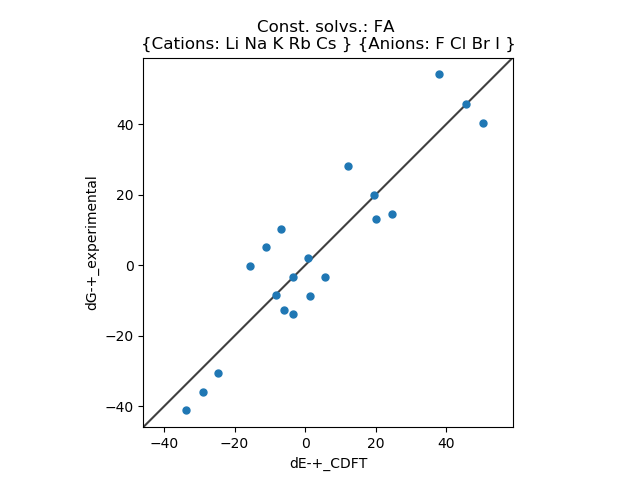 Const. solvs.: FA
{Cations: Li Na K Rb Cs } {Anions: F Cl Br I }
40
20
0
−20
−40
dG-+_experimental
−40
−20
0
20
40
dE-+_CDFT